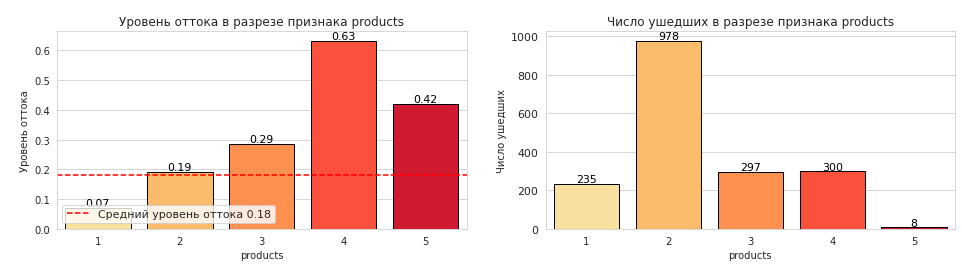 Уровень оттока в разрезе признака products
Уровень оттока
0.6
0.5
0.4
0.3
0.2
0.1
0.0
0.07
0.19
0.29
0.63
0.42
Средний уровень оттока 0.18
1 2 3 4 5
products
Число ушедших в разрезе признака products
Число ушедших
1000
800
600
400
200
0
235
978
297
300
8
1 2 3 4 5
products